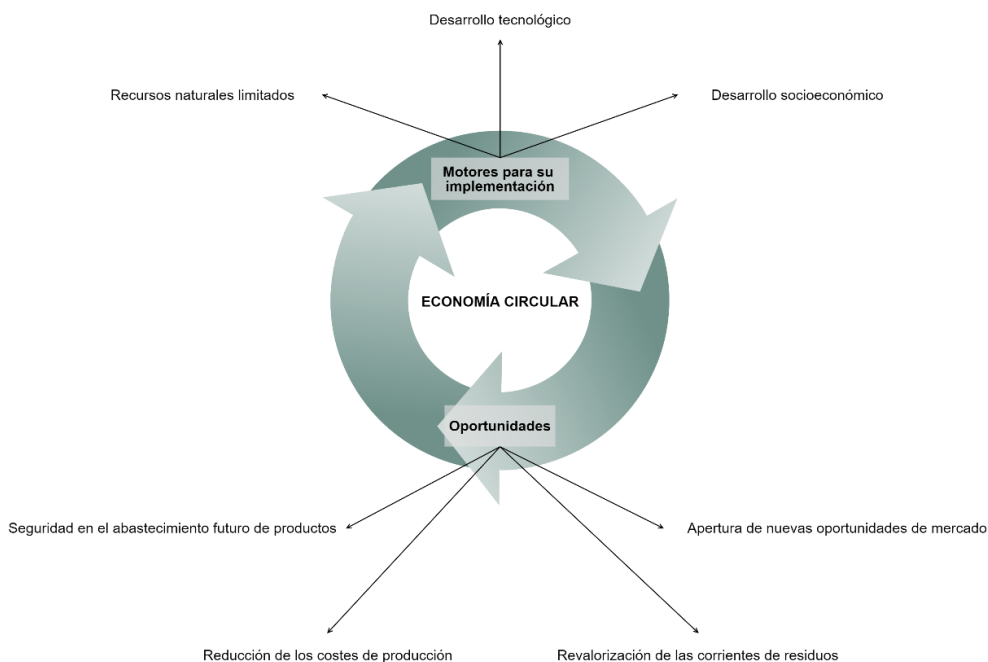 Desarrollo tecnológico
Recursos naturales limitados
Desarrollo socioeconómico
Motores para su
implementación
ECONOMÍA CIRCULAR
Oportunidades
Seguridad en el abastecimiento futuro de productos
Apertura de nuevas oportunidades de mercado
Reducción de los costes de producción
Revalorización de las corrientes de residuos